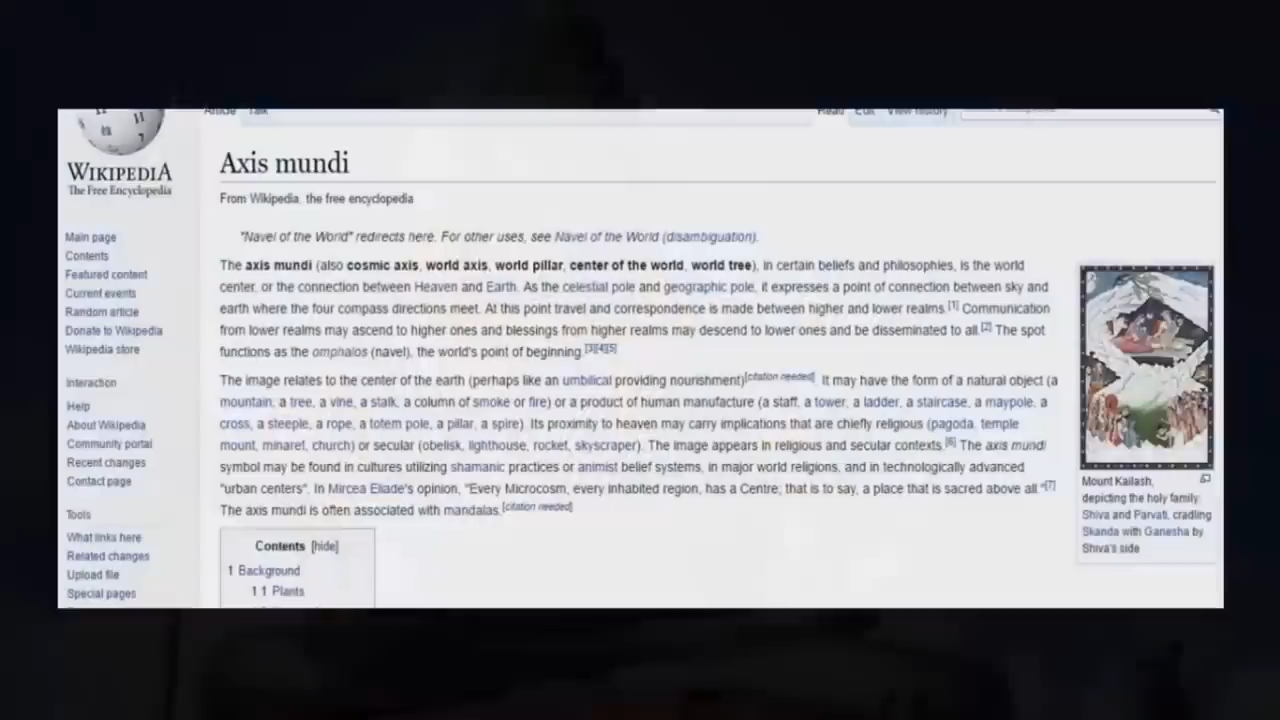 Article Talk
Read Edit View history
WIKIPEDIA
The Free Encyclopedia
Main page
Contents
Featured content
Current events
Random article
Donate to Wikipedia
Wikipedia store
Interaction
Help
About Wikipedia
Community portal
Recent changes
Contact page
Tools
What links here
Related changes
Upload file
Special pages
Axis mundi
From Wikipedia, the free encyclopedia
"Navel of the World" redirects here. For other uses, see Navel of the World (disambiguation).
The axis mundi (also cosmic axis, world axis, world pillar, center of the world, world tree), in certain beliefs and philosophies, is the world
center, or the connection between Heaven and Earth. As the celestial pole and geographic pole, it expresses a point of connection between sky and
earth where the four compass directions meet. At this point travel and correspondence is made between higher and lower realms.[1] Communication
from lower realms may ascend to higher ones and blessings from higher realms may descend to lower ones and be disseminated to all.[2] The spot
functions as the omphalos (navel), the world's point of beginning.[3][4][5]
The image relates to the center of the earth (perhaps like an umbilical providing nourishment)[citation needed]. It may have the form of a natural object (a
mountain, a tree, a vine, a stalk, a column of smoke or fire) or a product of human manufacture (a staff, a tower, a ladder, a staircase, a maypole, a
cross, a steeple, a rope, a totem pole, a pillar, a spire). Its proximity to heaven may carry implications that are chiefly religious (pagoda, temple
mount, minaret, church) or secular (obelisk, lighthouse, rocket, skyscraper). The image appears in religious and secular contexts.[6] The axis mundi
symbol may be found in cultures utilizing shamanic practices or animist belief systems, in major world religions, and in technologically advanced
"urban centers". In Mircea Eliade's opinion, "Every Microcosm, every inhabited region, has a Centre; that is to say, a place that is sacred above all."[7]
The axis mundi is often associated with mandalas.[citation needed]
Contents [hide]
1 Background
1.1 Plants
Mount Kailash,
depicting the holy family:
Shiva and Parvati, cradling
Skanda with Ganesha by
Shiva's side